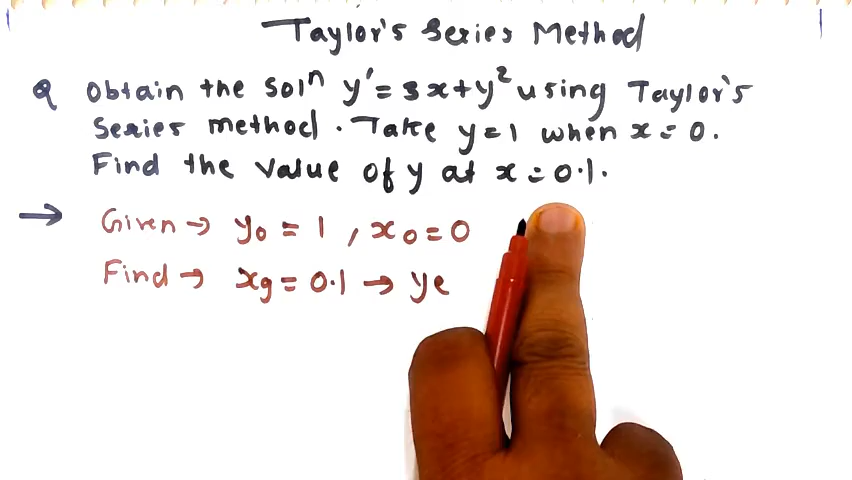 Taylor's Series Method
Q Obtain the solⁿ y' = 3x + y² using Taylor's
Series method. Take y = 1 when x = 0.
Find the value of y at x = 0.1.
→ Given → y₀ = 1, x₀ = 0
Find → xg = 0.1 → ye